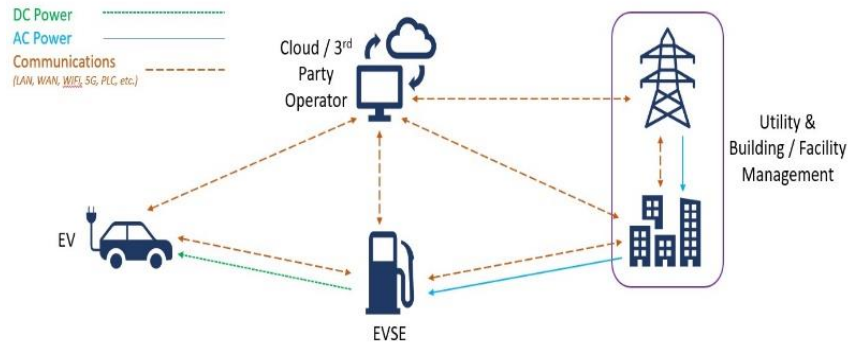 DC Power
AC Power
Communications
(LAN, WAN, WIFI, 5G, PLC, etc.)
Cloud / 3rd
Party
Operator
Utility &
Building / Facility
Management
EV
EVSE